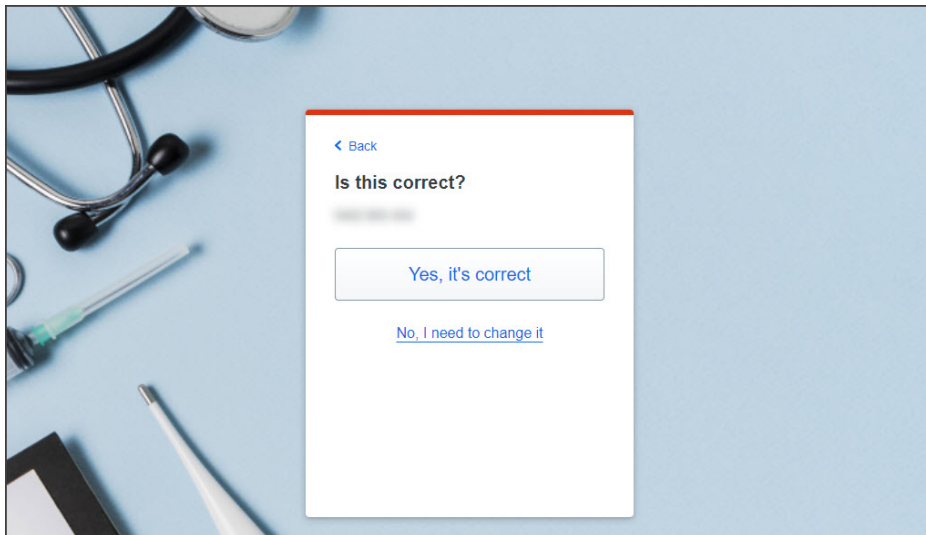 Back
Is this correct?
Yes, it's correct
No, I need to change it